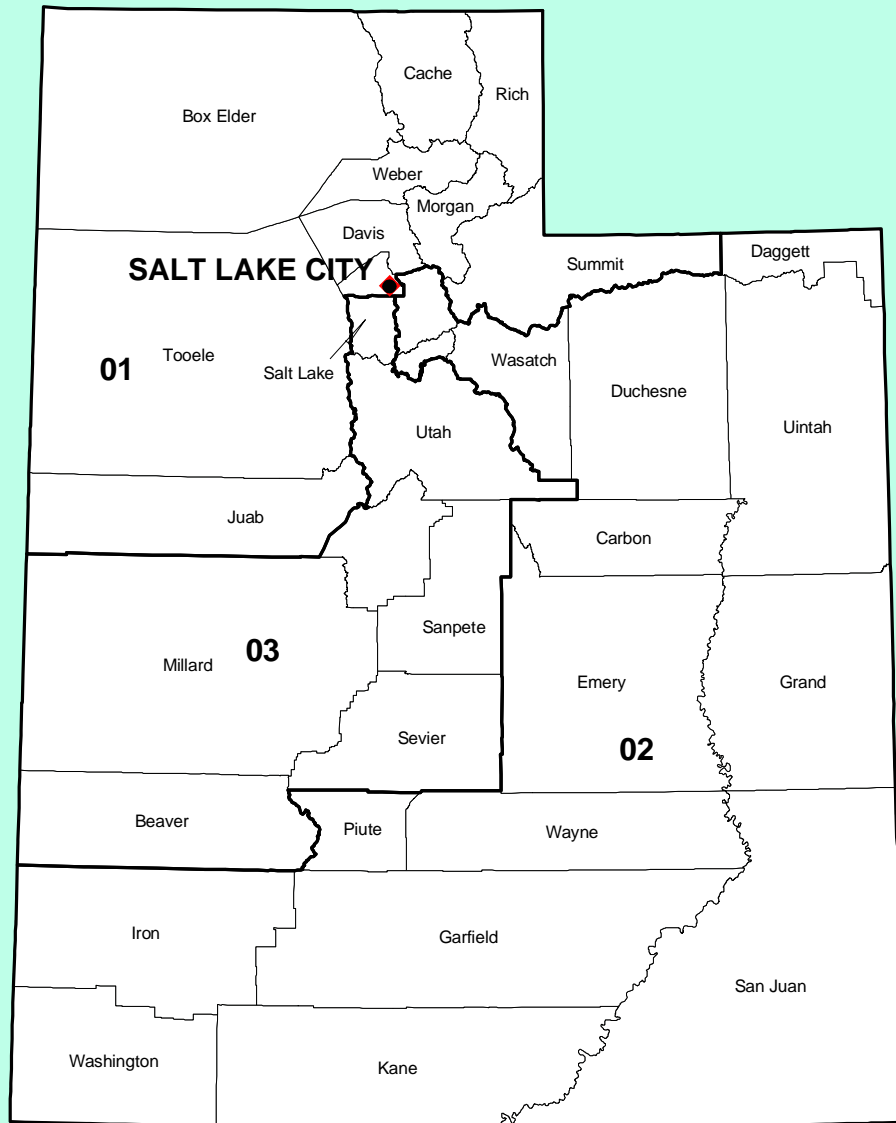 Cache
Rich
Box Elder
Weber
Morgan
Davis
Daggett
SALT LAKE CITY
Summit
01
Tooele
Wasatch
Salt Lake
Duchesne
Uintah
Utah
Juab
Carbon
Sanpete
Millard
03
Emery
Grand
Sevier
02
Beaver
Piute
Wayne
Iron
Garfield
San Juan
Washington
Kane